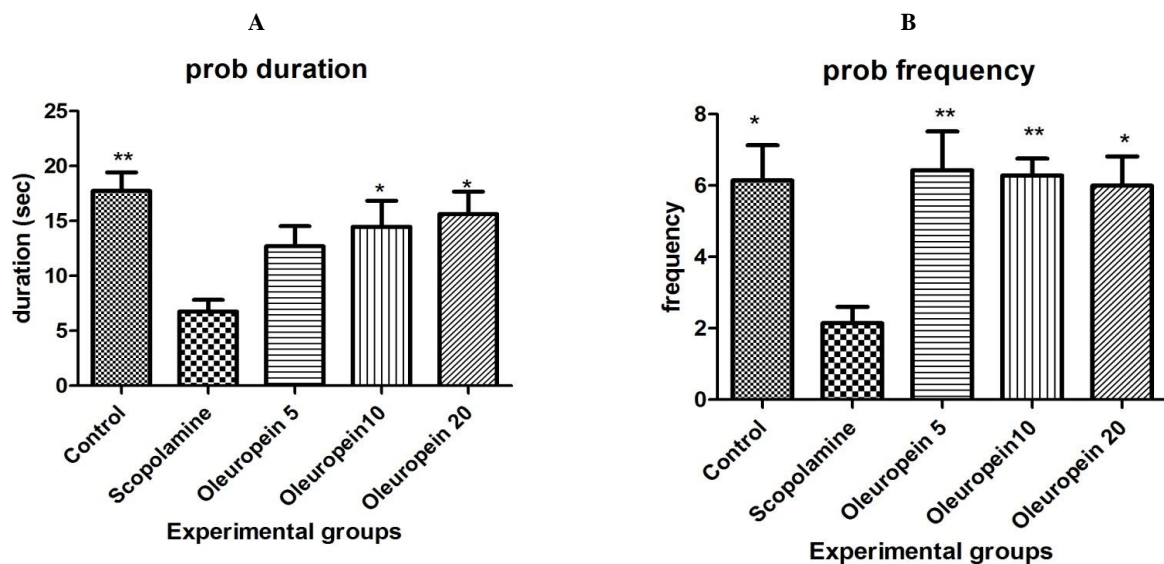 A
prob duration
duration (sec)
25
20
15
10
5
0
**
*
*
Control
Scopolamine
Oleuropein 5
Oleuropein10
Oleuropein 20
Experimental groups
B
prob frequency
frequency
8
6
4
2
0
*
**
**
*
Control
Scopolamine
Oleuropein 5
Oleuropein10
Oleuropein 20
Experimental groups